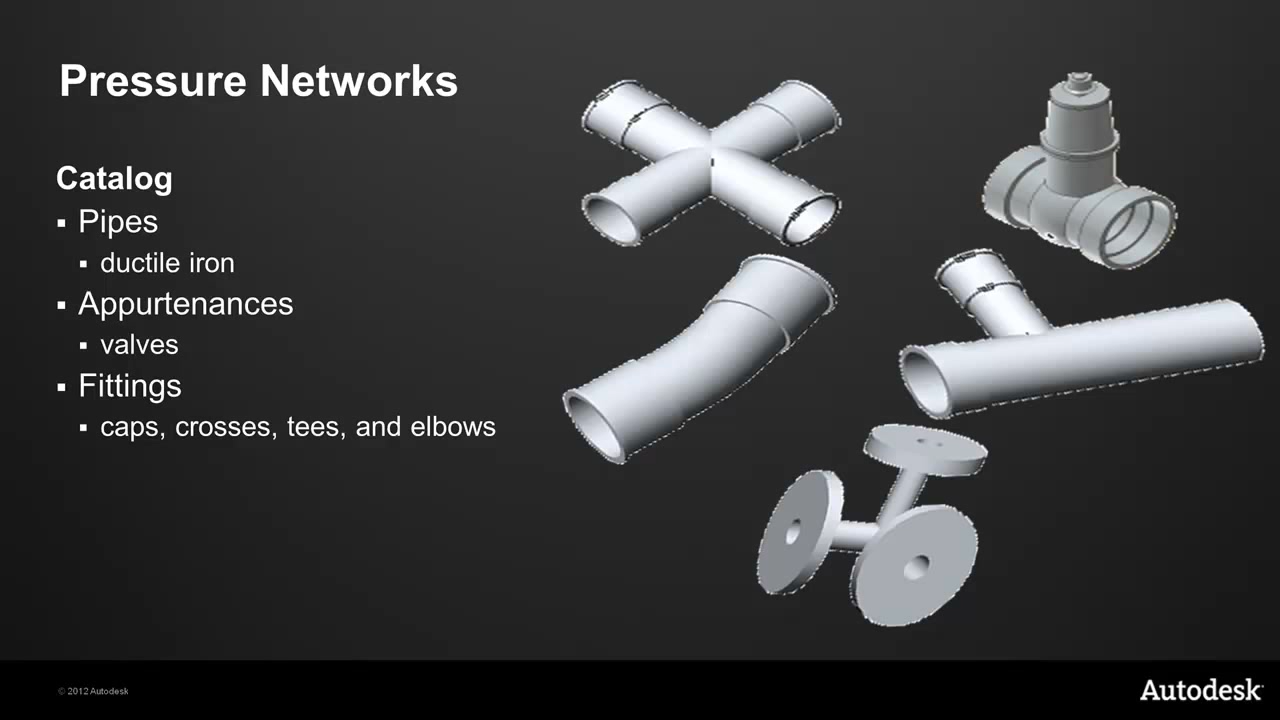 Pressure Networks
Catalog
▪ Pipes
▪ ductile iron
▪ Appurtenances
▪ valves
▪ Fittings
▪ caps, crosses, tees, and elbows
© 2012 Autodesk
Autodesk